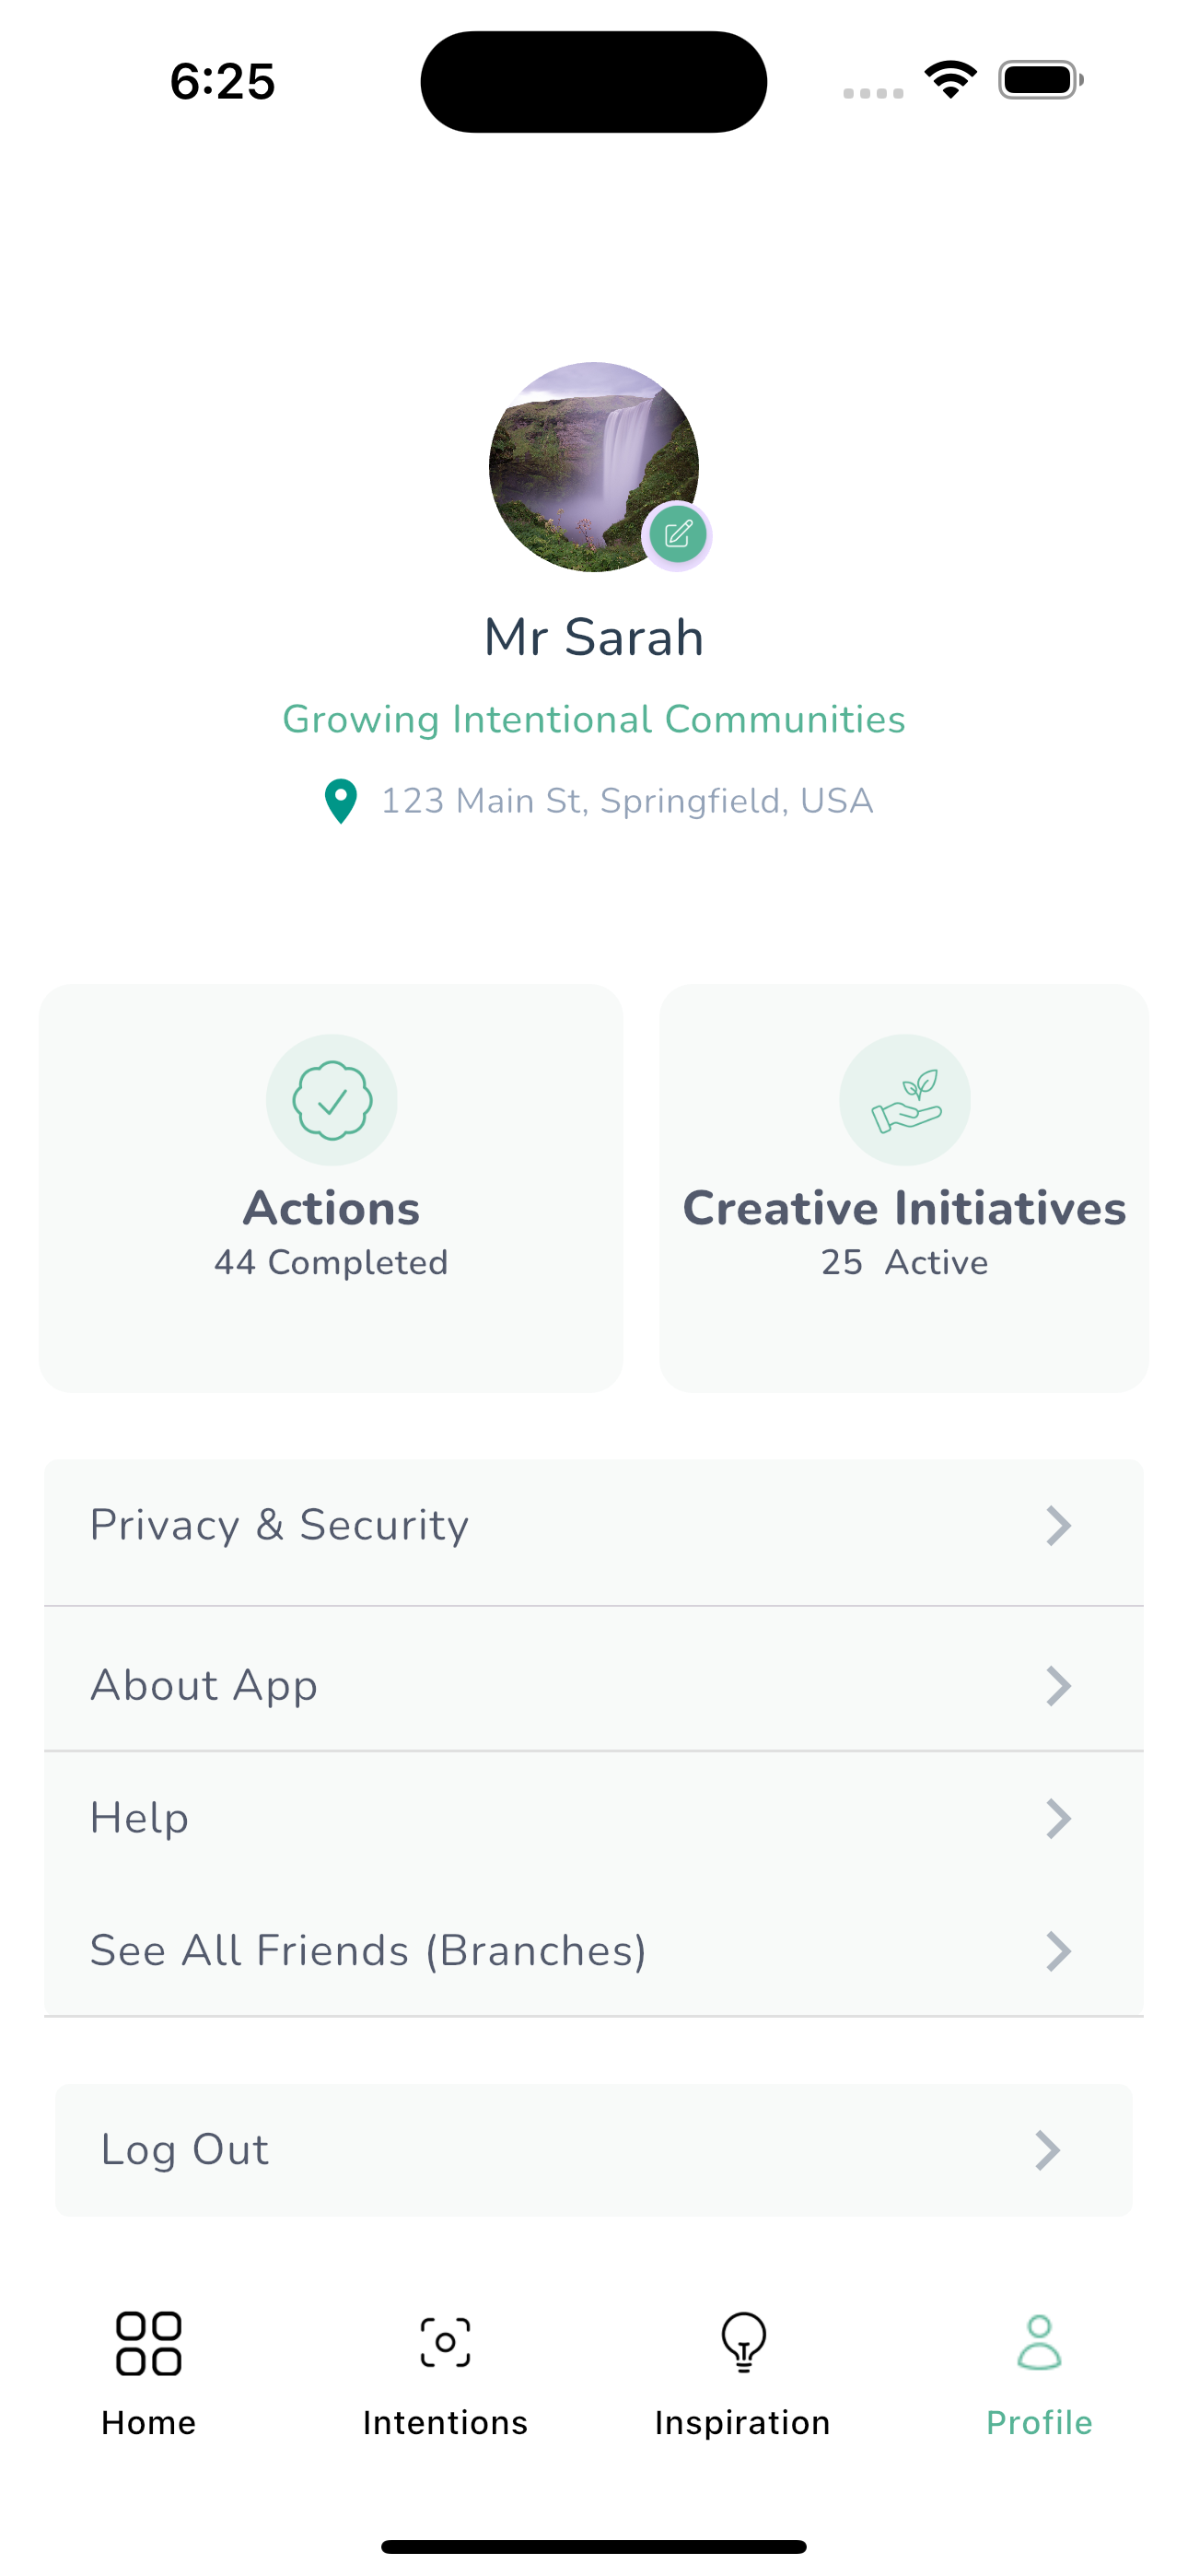 6:25
Mr Sarah
Growing Intentional Communities
123 Main St, Springfield, USA
Actions
44 Completed
Creative Initiatives
25  Active
Privacy & Security
About App
Help
See All Friends (Branches)
Log Out
Home
Intentions
Inspiration
Profile